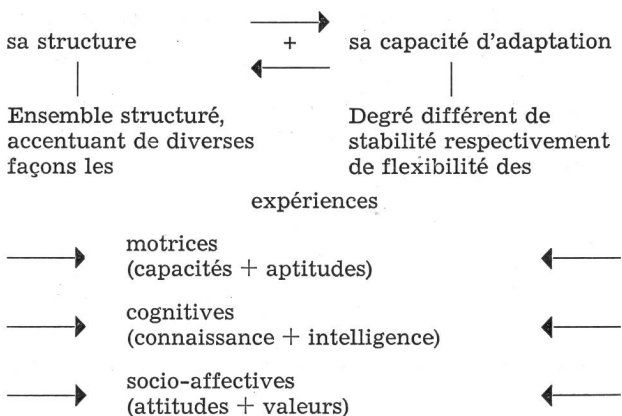 sa structure + sa capacité d'adaptation
Ensemble structuré,
accentuant de diverses
façons les
Degré différent de
stabilité respectivement
de flexibilité des
expériences
motrices
(capacités + aptitudes)
cognitives
(connaissance + intelligence)
socio-affectives
(attitudes + valeurs)